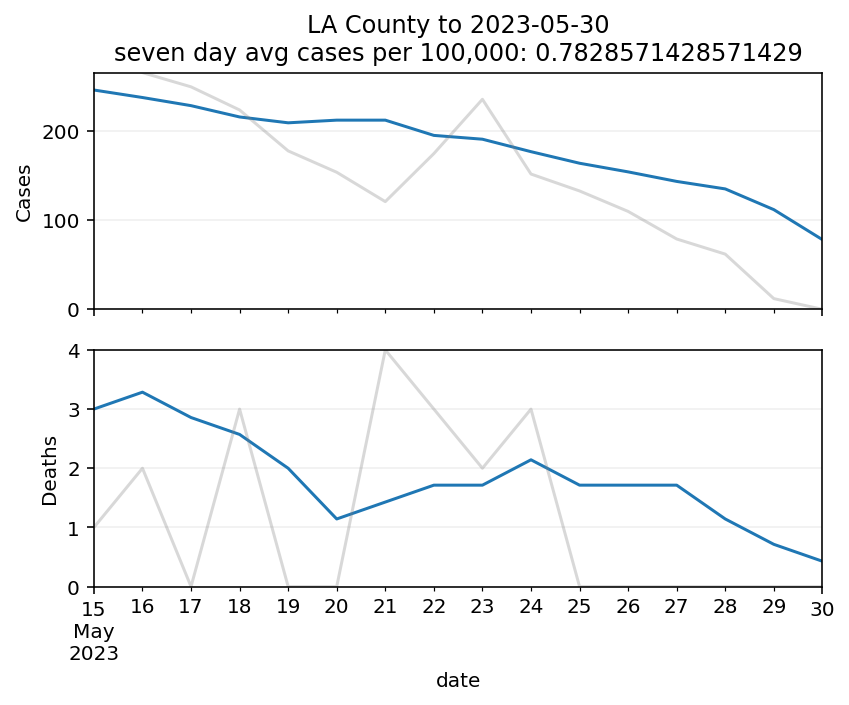 LA County to 2023-05-30
seven day avg cases per 100,000: 0.7828571428571429
200
100
0
Cases
4
3
2
1
0
Deaths
15 16 17 18 19 20 21 22 23 24 25 26 27 28 29 30
May
2023
date